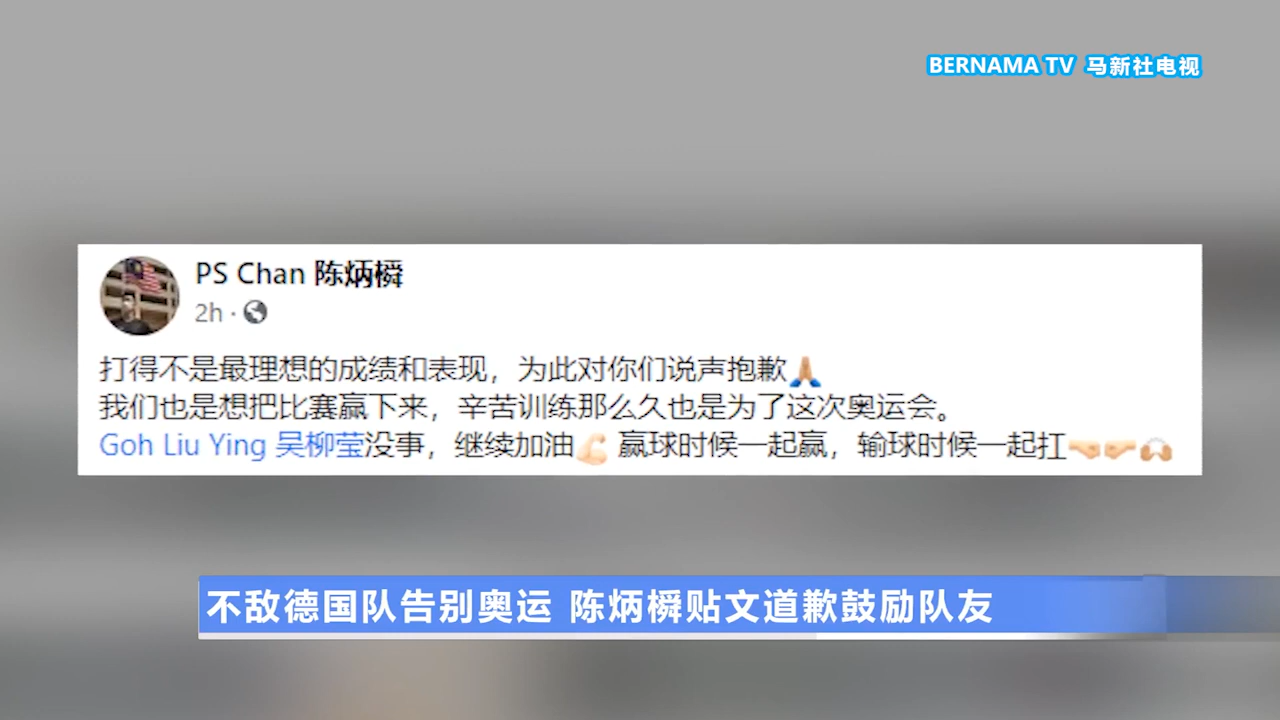 BERNAMA TV 马新社电视
PS Chan 陈炳橓
2h ·
打得不是最理想的成绩和表现，为此对你们说声抱歉🙏
我们也是想把比赛赢下来，辛苦训练那么久也是为了这次奥运会。
Goh Liu Ying 吴柳莹没事，继续加油💪 赢球时候一起赢，输球时候一起扛🤜🤛🙌
不敌德国队告别奥运 陈炳橓贴文道歉鼓励队友